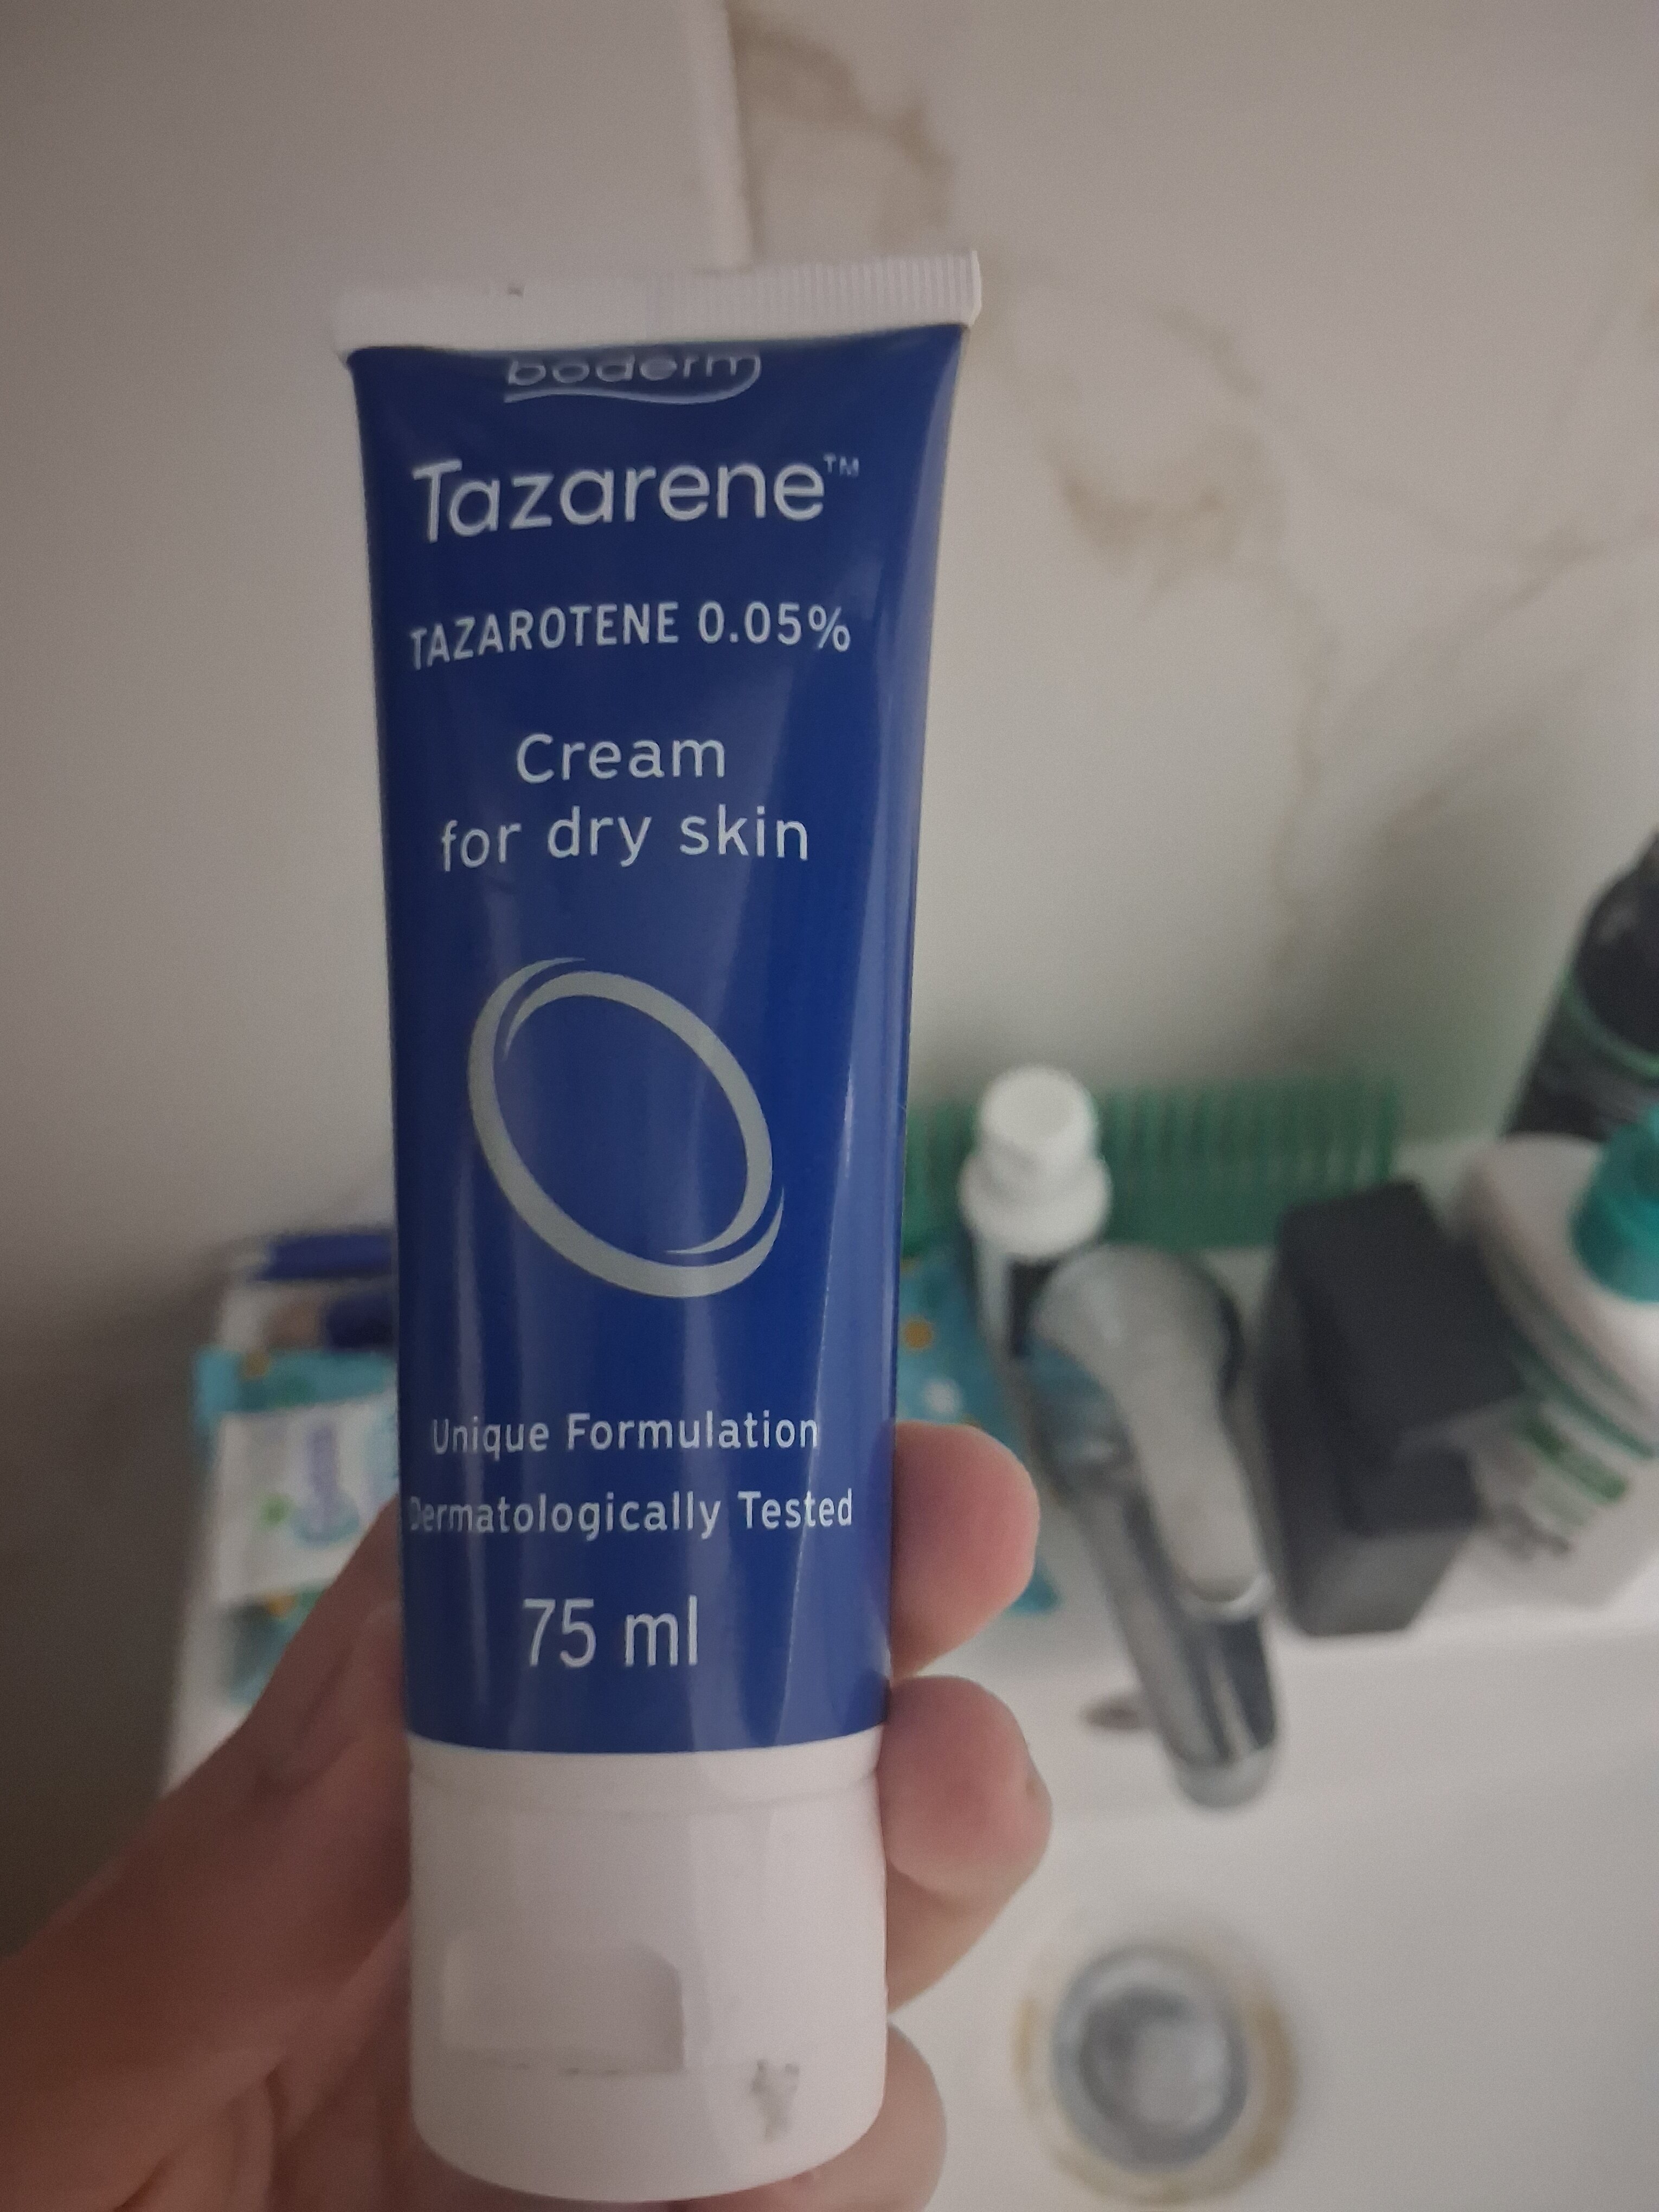 boderm
Tazarene™
TAZAROTENE 0.05%
Cream
for dry skin
Unique Formulation
Dermatologically Tested
75 ml